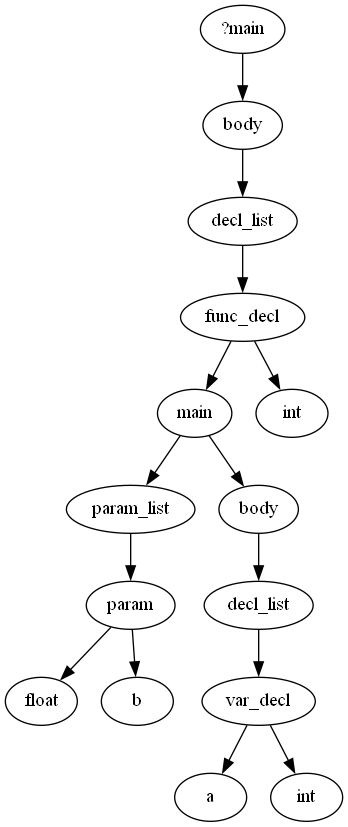 ?main
body
decl_list
func_decl
main
int
param_list
body
param
decl_list
float
b
var_decl
a
int